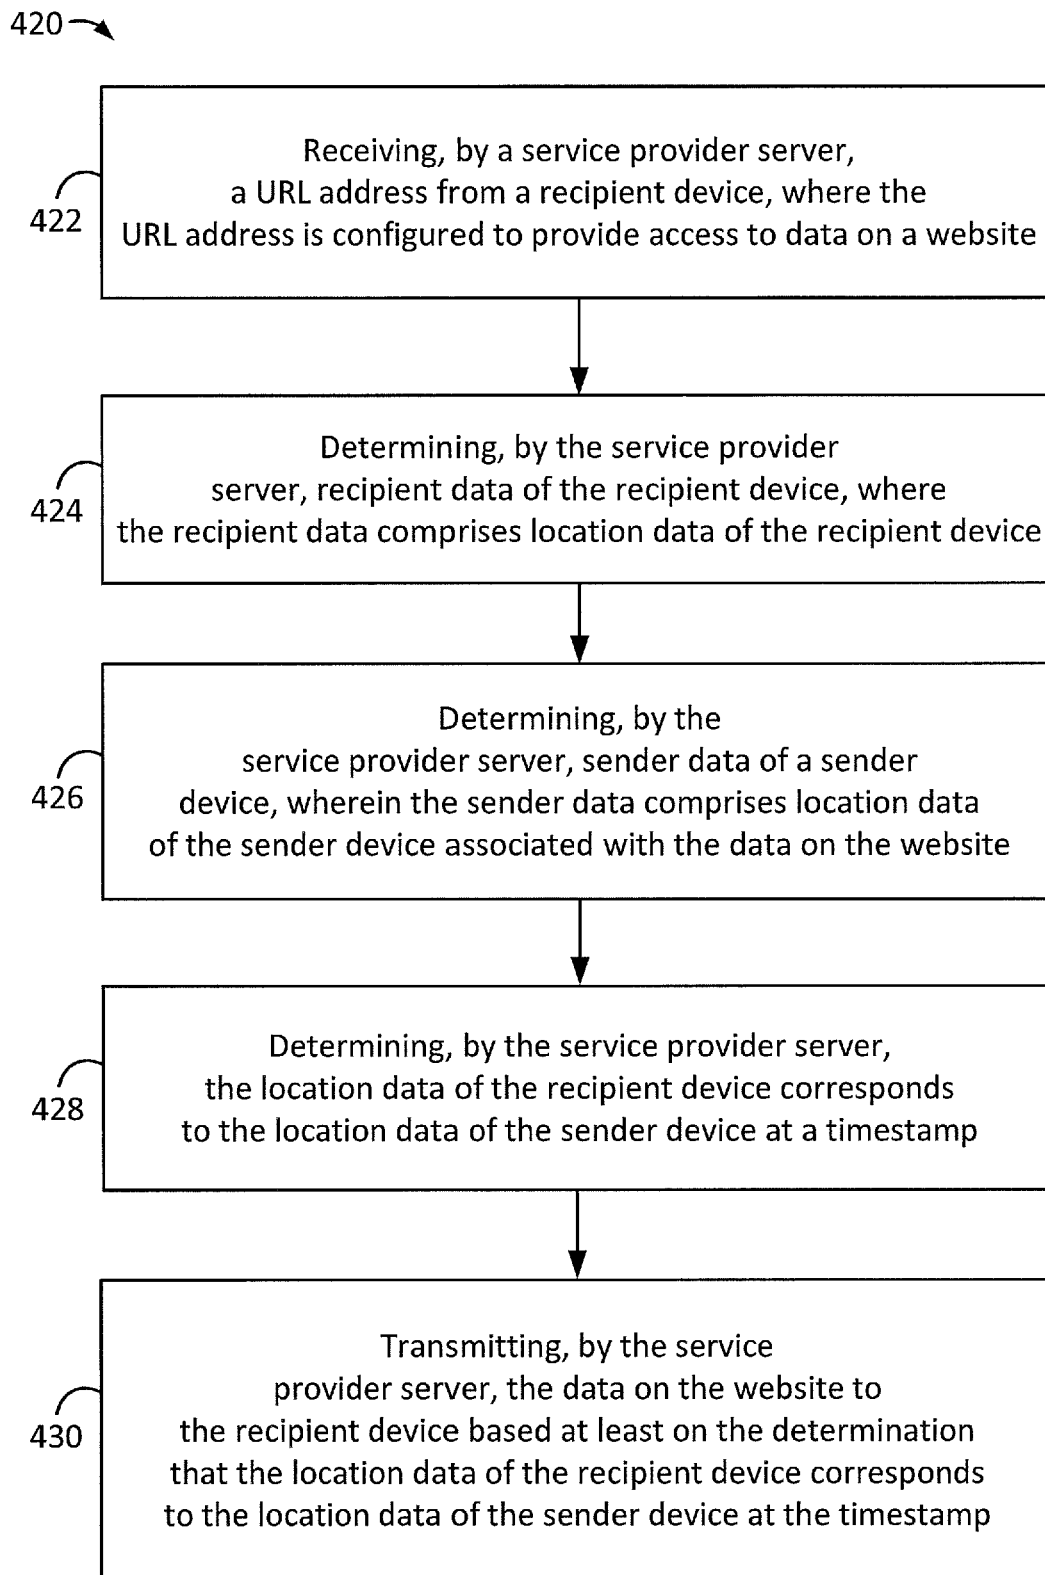 420
Receiving, by a service provider server,
a URL address from a recipient device, where the
URL address is configured to provide access to data on a website
422
Determining, by the service provider
server, recipient data of the recipient device, where
the recipient data comprises location data of the recipient device
424
Determining, by the
service provider server, sender data of a sender
device, wherein the sender data comprises location data
of the sender device associated with the data on the website
426
Determining, by the service provider server,
the location data of the recipient device corresponds
to the location data of the sender device at a timestamp
428
Transmitting, by the service
provider server, the data on the website to
the recipient device based at least on the determination
that the location data of the recipient device corresponds
to the location data of the sender device at the timestamp
430